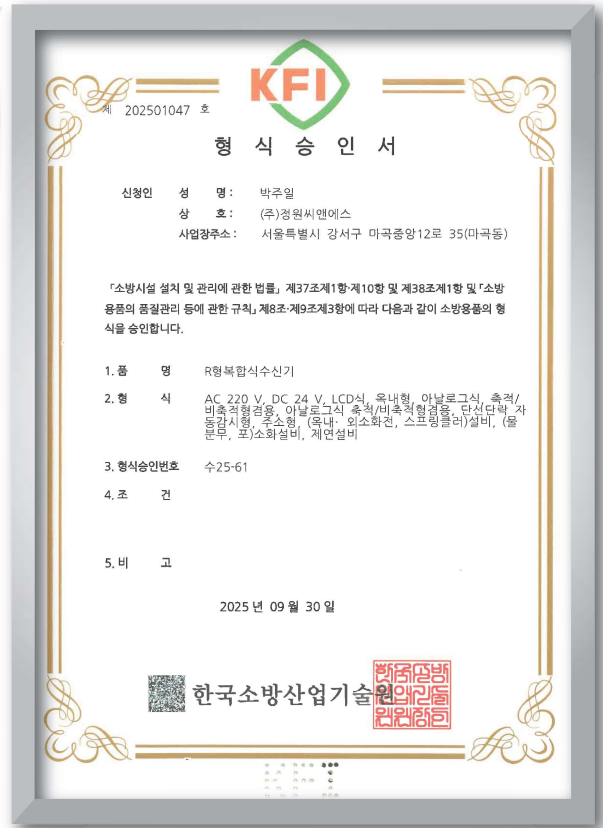 KFI
제 202501047 호
형 식 승 인 서
신청인 성 명 : 박주일
상 호 : (주)정원씨앤에스
사업장주소 : 서울특별시 강서구 마곡중앙12로 35(마곡동)
「소방시설 설치 및 관리에 관한 법률」 제37조제1항·제10항 및 제38조제1항 및 「소방
용품의 품질관리 등에 관한 규칙」 제8조·제9조제3항에 따라 다음과 같이 소방용품의 형
식을 승인합니다.
1. 품 명 R형복합식수신기
2. 형 식 AC 220 V, DC 24 V, LCD식, 옥내형, 아날로그식, 축적/
비축적형겸용, 아날로그식 축적/비축적형겸용, 단선단락 자
동감시형, 주소형, (옥내· 외소화전, 스프링클러)설비, (물
분무, 포)소화설비, 제연설비
3. 형식승인번호 수25-61
4. 조 건
5. 비 고
2025 년 09 월 30 일
한국소방산업기술원